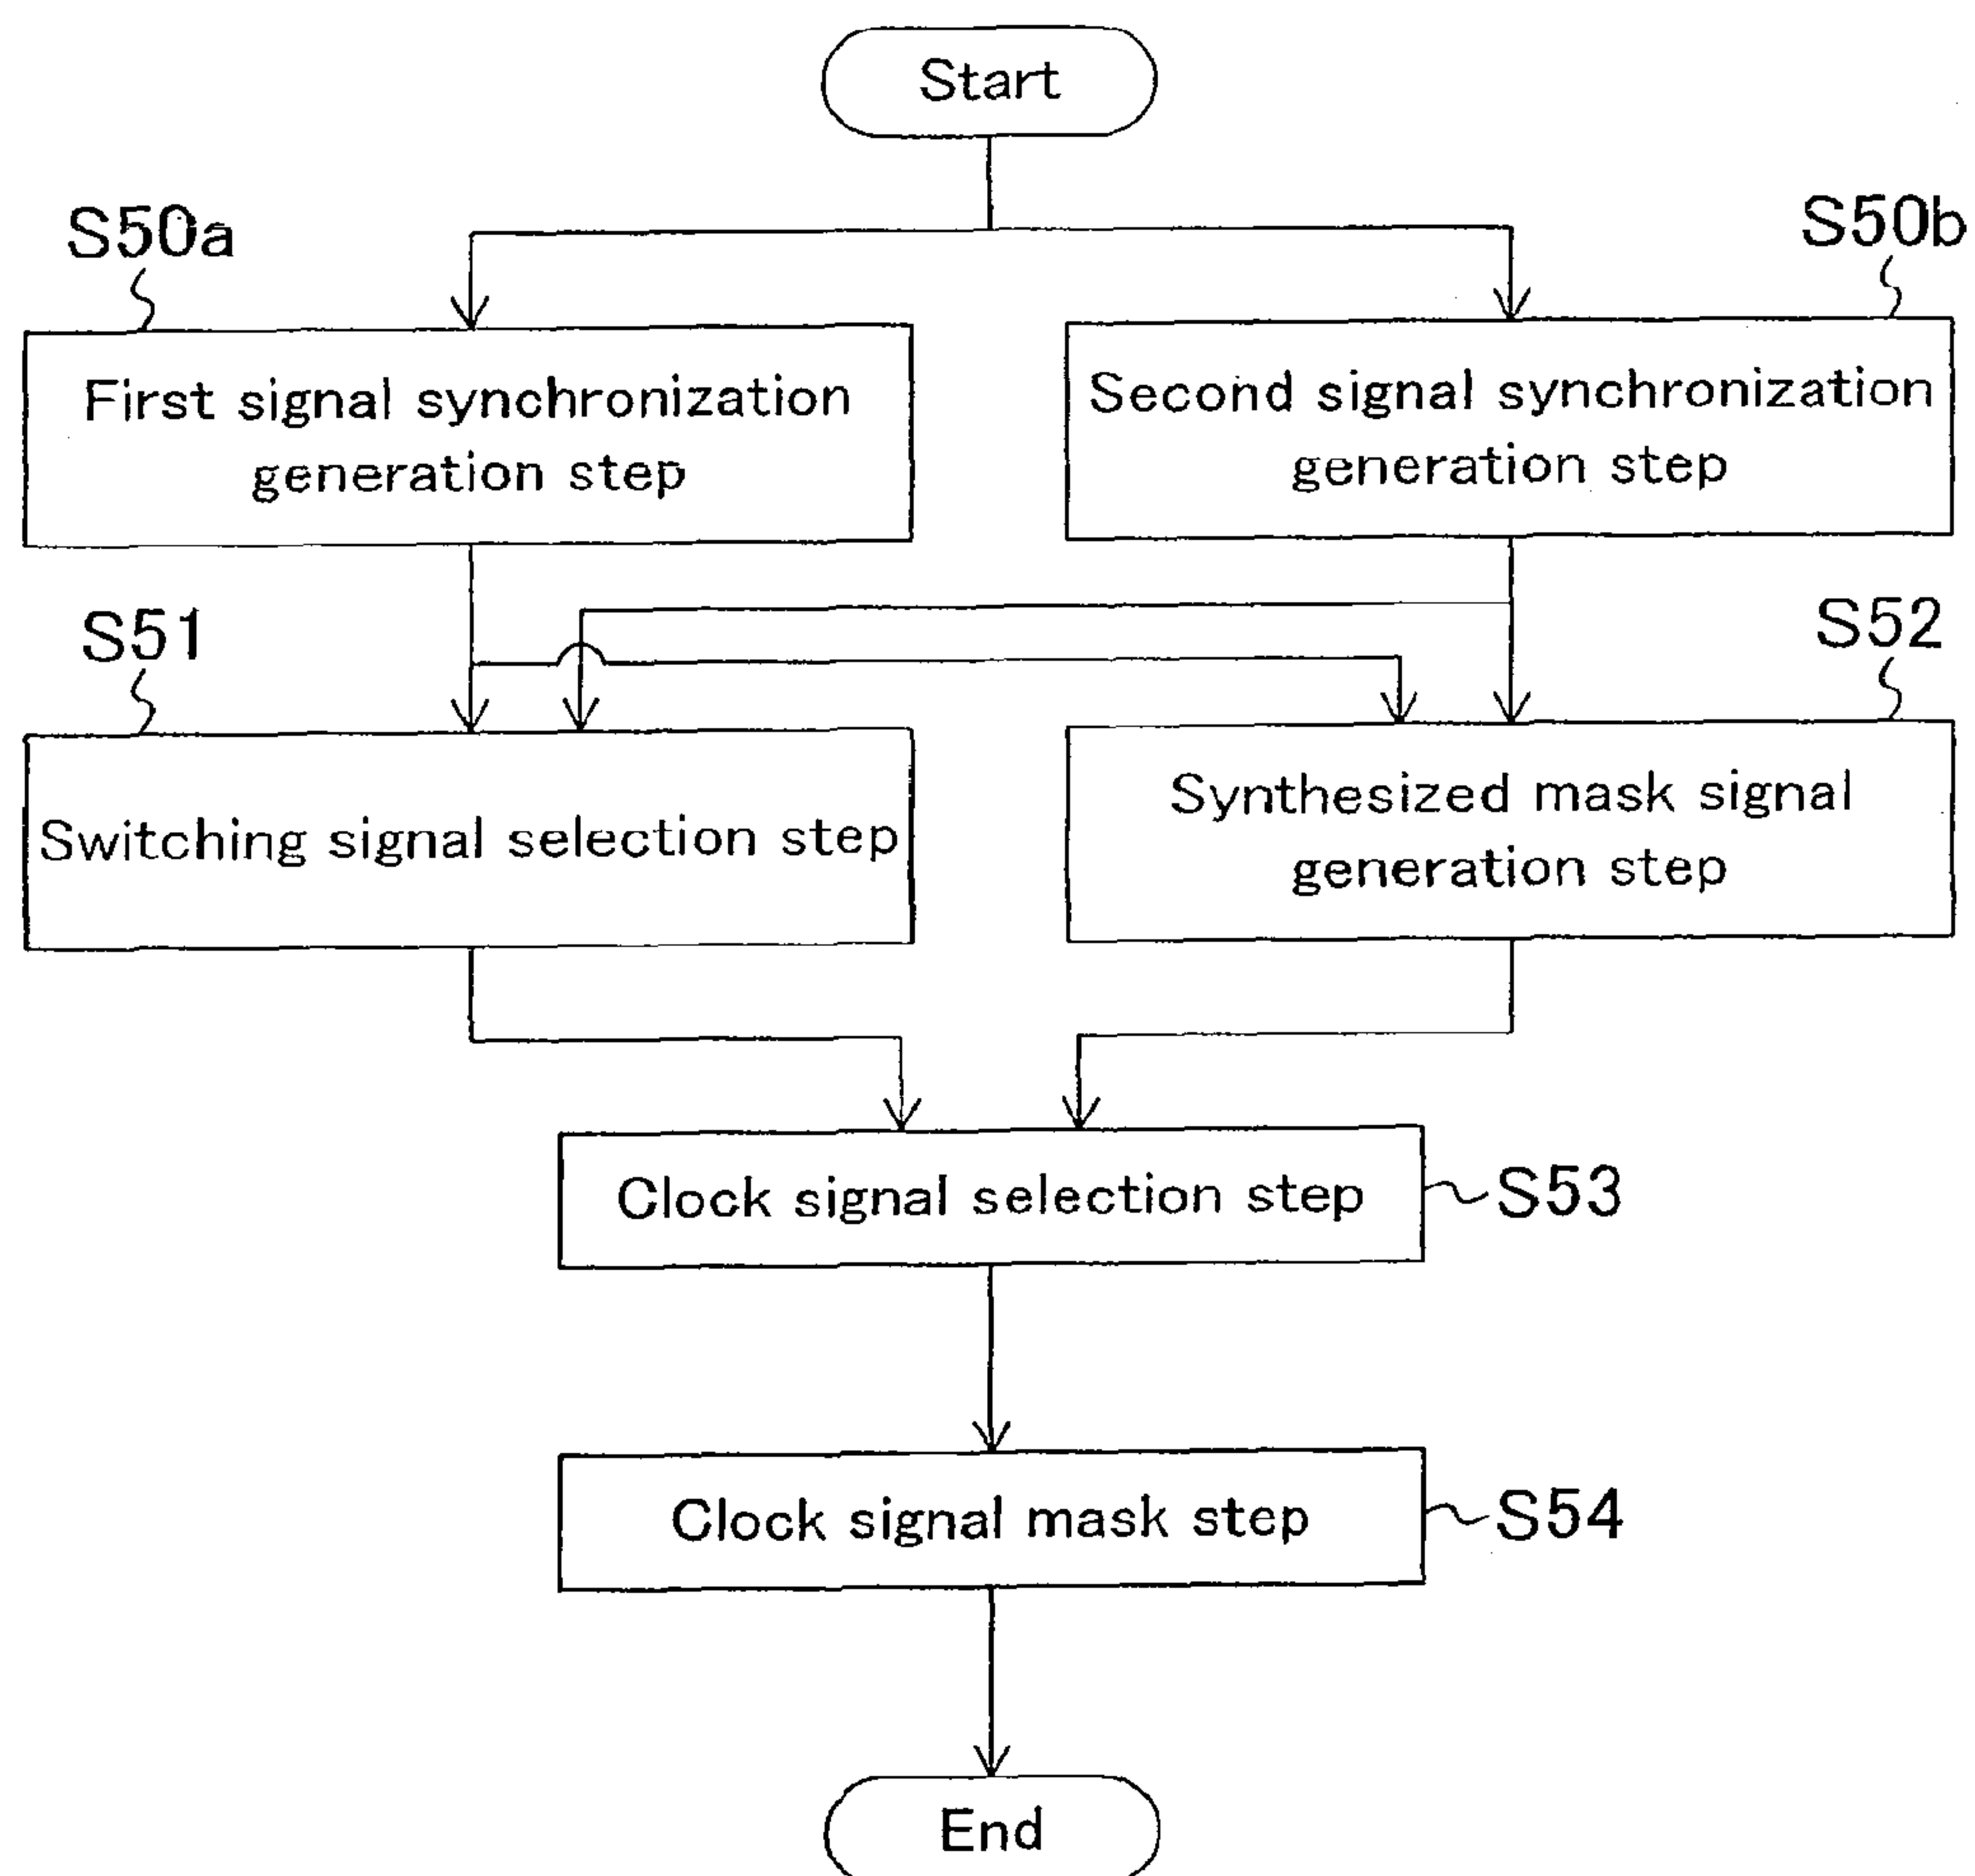 Start
S50a
S50b
First signal synchronization
generation step
Second signal synchronization
generation step
S51
S52
Switching signal selection step
Synthesized mask signal
generation step
Clock signal selection step
S53
Clock signal mask step
S54
End